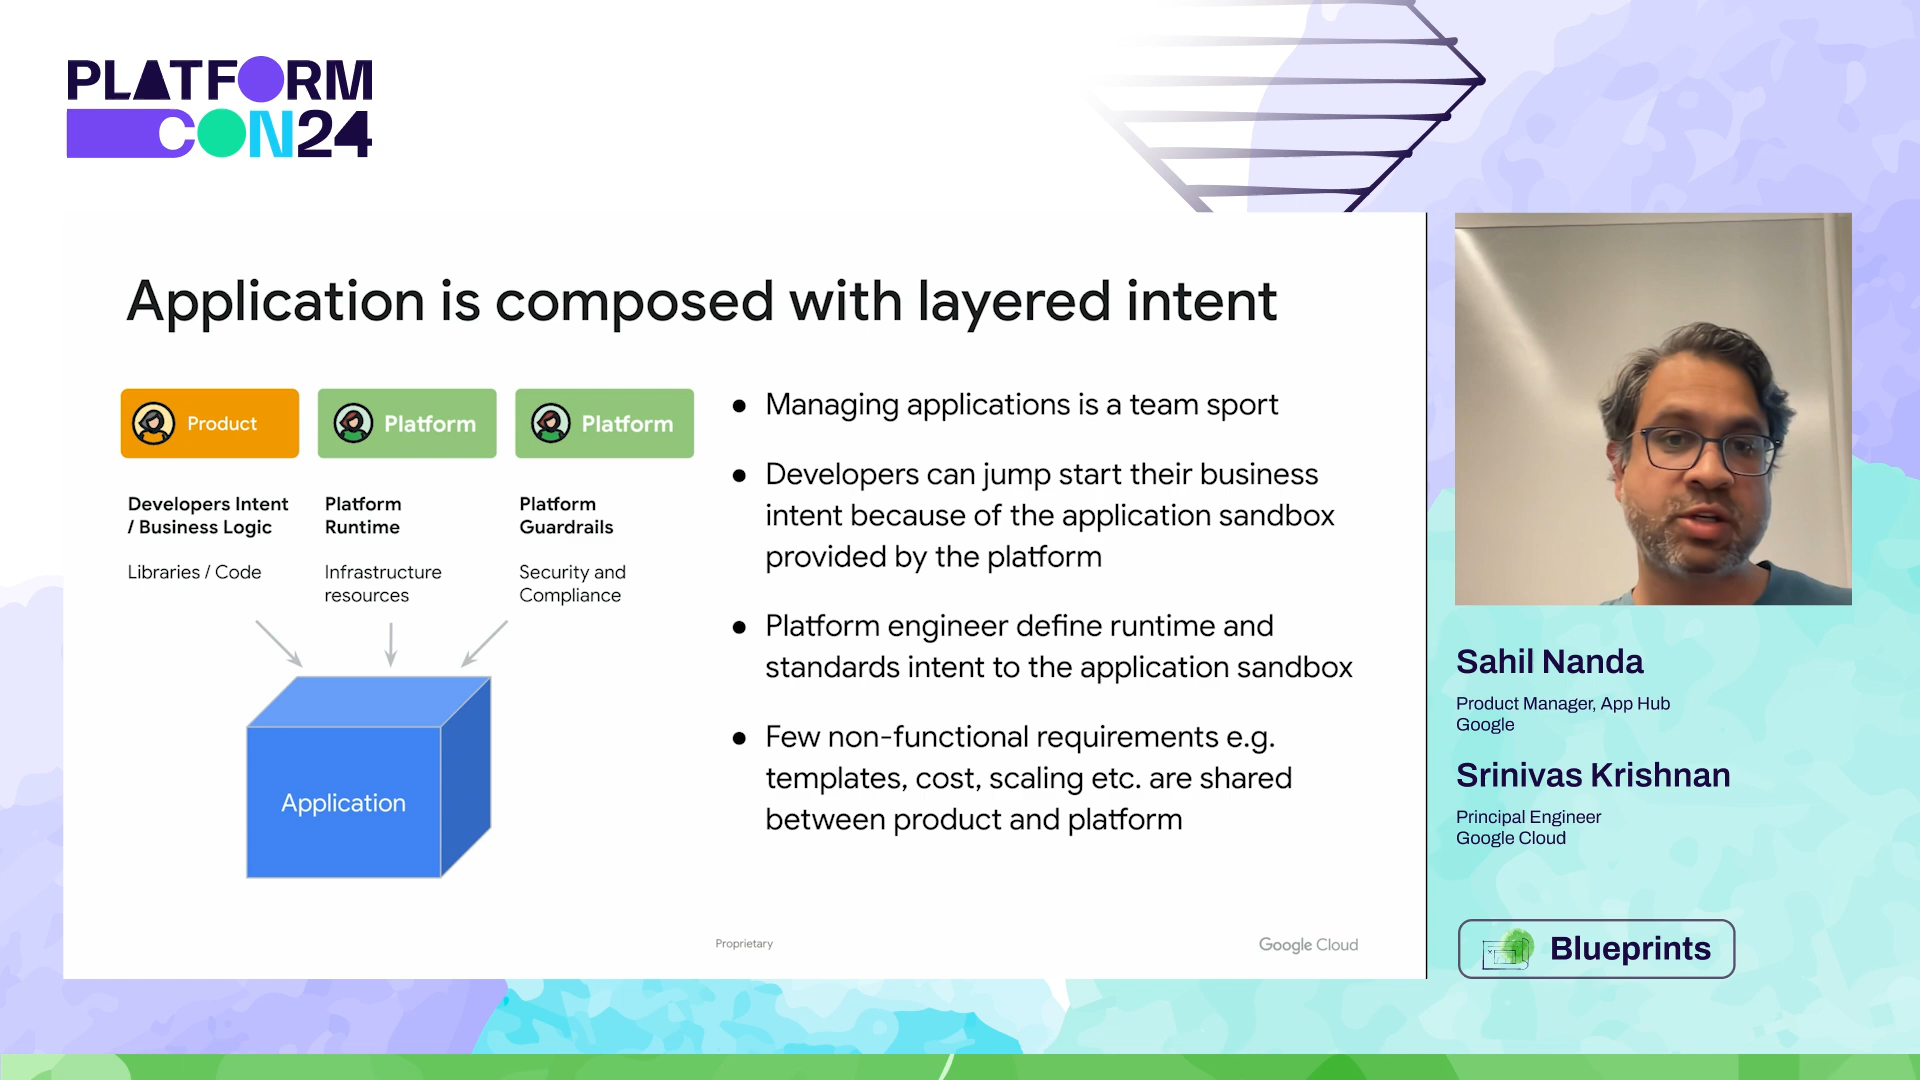 PLATFORM
CON24
Application is composed with layered intent
Product
Platform
Platform
Developers Intent
/ Business Logic
Libraries / Code
Platform
Runtime
Infrastructure
resources
Platform
Guardrails
Security and
Compliance
Application
● Managing applications is a team sport
● Developers can jump start their business
intent because of the application sandbox
provided by the platform
● Platform engineer define runtime and
standards intent to the application sandbox
● Few non-functional requirements e.g.
templates, cost, scaling etc. are shared
between product and platform
Proprietary
Google Cloud
Sahil Nanda
Product Manager, App Hub
Google
Srinivas Krishnan
Principal Engineer
Google Cloud
Blueprints